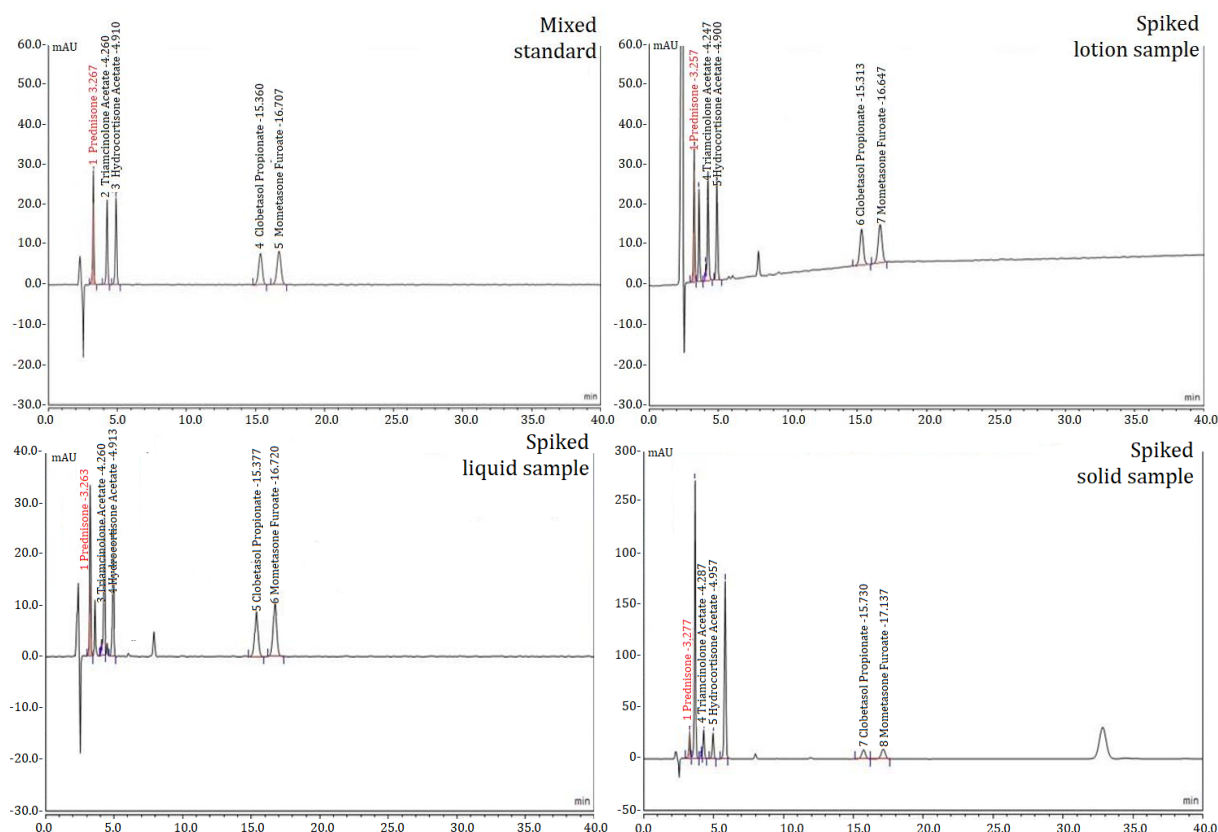 Mixed
standard
mAU
60.0-
50.0-
40.0-
30.0-
20.0-
10.0-
0.0-
-10.0-
-20.0-
-30.0-
1 Prednisone 3.267
2 Triamcinolone Acetate -4.260
3 Hydrocortisone Acetate -4.910
4 Clobetasol Propionate -15.360
5 Mometasone Furoate -16.707
min
0.0 5.0 10.0 15.0 20.0 25.0 30.0 35.0 40.0
Spiked
lotion sample
mAU
60.0-
50.0-
40.0-
30.0-
20.0-
10.0-
0.0-
-10.0-
-20.0-
-30.0-
1 Prednisone -3.257
4 Triamcinolone Acetate -4.247
5 Hydrocortisone Acetate -4.900
6 Clobetasol Propionate -15.313
7 Mometasone Furoate -16.647
min
0.0 5.0 10.0 15.0 20.0 25.0 30.0 35.0 40.0
Spiked
liquid sample
mAU
40.0-
30.0-
20.0-
10.0-
0.0-
-10.0-
-20.0-
-30.0-
1 Prednisone -3.263
3 Triamcinolone Acetate -4.260
4 Hydrocortisone Acetate -4.913
5 Clobetasol Propionate -15.377
6 Mometasone Furoate -16.720
min
0.0 5.0 10.0 15.0 20.0 25.0 30.0 35.0 40.0
Spiked
solid sample
mAU
300-
250-
100-
150-
100-
50-
0-
-50-
1 Prednisone -3.277
4 Triamcinolone Acetate -4.287
5 Hydrocortisone Acetate -4.957
7 Clobetasol Propionate -15.730
8 Mometasone Furoate -17.137
min
0.0 5.0 10.0 15.0 20.0 25.0 30.0 35.0 40.0